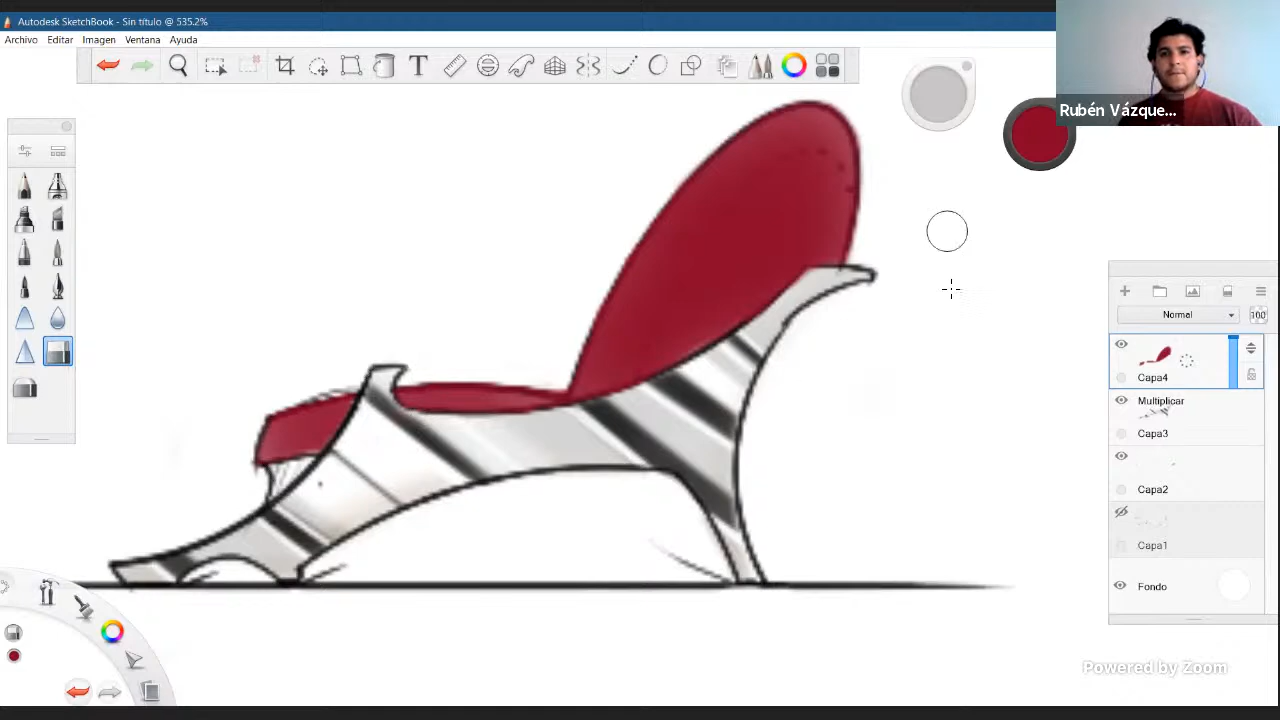 Autodesk SketchBook - Sin título @ 535.2%
Archivo Editar Imagen Ventana Ayuda
T
Rubén Vázque...
Normal
100
Capa4
Multiplicar
Capa3
Capa2
Capa1
Fondo
Powered by Zoom